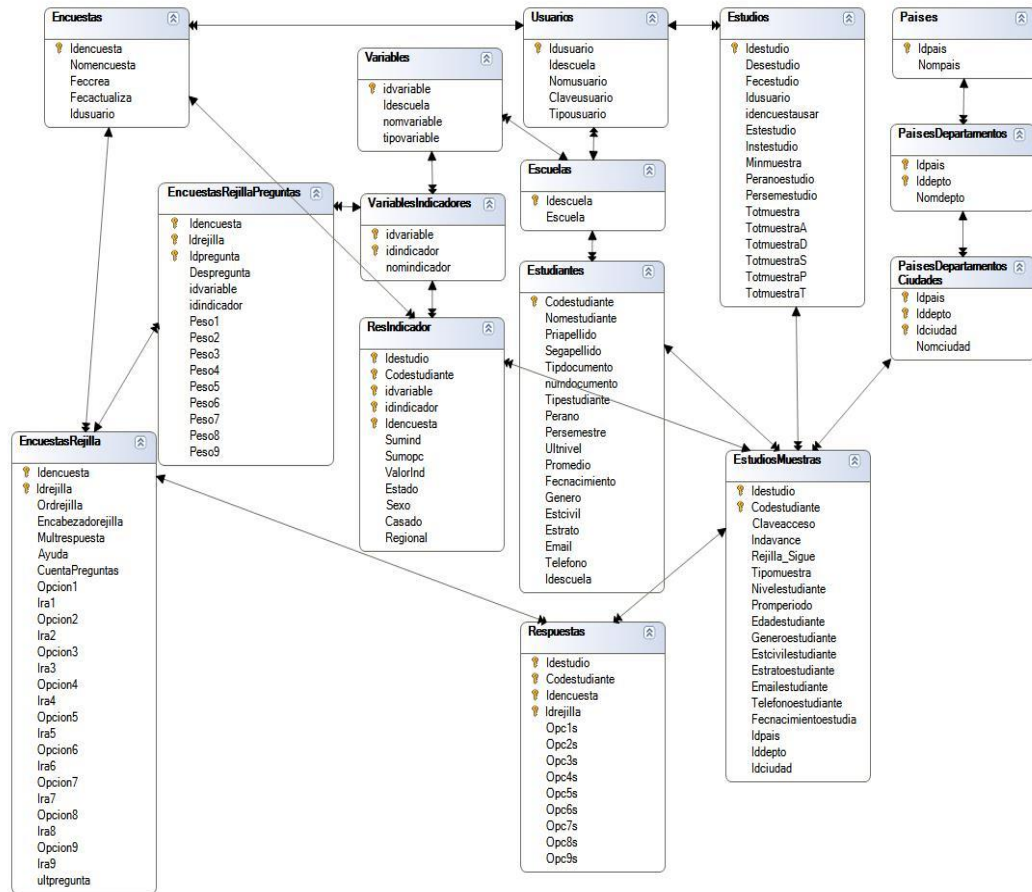 Encuestas
Idencuesta
Nomencuesta
Feccrea
Fecactualiza
Idusuario
Variables
idvariable
Idescuela
nomvariable
tipovariable
Usuarios
Idusuario
Idescuela
Nomusuario
Claveusuario
Tipousuario
Estudios
Idestudio
Desestudio
Fecestudio
Idusuario
idencuestausar
Estestudio
Instestudio
Minmuestra
Peranoestudio
Persemestudio
Totmuestra
TotmuestraA
TotmuestraD
TotmuestraS
TotmuestraP
TotmuestraT
Paises
Idpais
Nompais
PaisesDepartamentos
Idpais
Iddepto
Nomdepto
PaisesDepartamentos
Ciudades
Idpais
Iddepto
Idciudad
Nomciudad
EncuestasRejillaPreguntas
Idencuesta
Idrejilla
Idpregunta
Despregunta
idvariable
idindicador
Peso1
Peso2
Peso3
Peso4
Peso5
Peso6
Peso7
Peso8
Peso9
VariablesIndicadores
idvariable
idindicador
nomindicador
Escuelas
Idescuela
Escuela
Estudiantes
Codestudiante
Nomestudiante
Priapellido
Segapellido
Tipdocumento
numdocumento
Tipestudiante
Perano
Persemestre
Ultnivel
Promedio
Fecnacimiento
Genero
Estcivil
Estrato
Email
Telefono
Idescuela
ResIndicador
Idestudio
Codestudiante
idvariable
idindicador
Idencuesta
Sumind
Sumopc
ValorInd
Estado
Sexo
Casado
Regional
EncuestasRejilla
Idencuesta
Idrejilla
Ordrejilla
Encabezadorejilla
Multrespuesta
Ayuda
CuentaPreguntas
Opcion1
Ira1
Opcion2
Ira2
Opcion3
Ira3
Opcion4
Ira4
Opcion5
Ira5
Opcion6
Ira6
Opcion7
Ira7
Opcion8
Ira8
Opcion9
Ira9
ultpregunta
EstudiosMuestras
Idestudio
Codestudiante
Claveacceso
Indavance
Rejilla_Sigue
Tipomuestra
Nivelestudiante
Promperiodo
Edadestudiante
Generoestudiante
Estcivilestudiante
Estratoestudiante
Emailestudiante
Telefonoestudiante
Fecnacimientoestudia
Idpais
Iddepto
Idciudad
Respuestas
Idestudio
Codestudiante
Idencuesta
Idrejilla
Opc1s
Opc2s
Opc3s
Opc4s
Opc5s
Opc6s
Opc7s
Opc8s
Opc9s